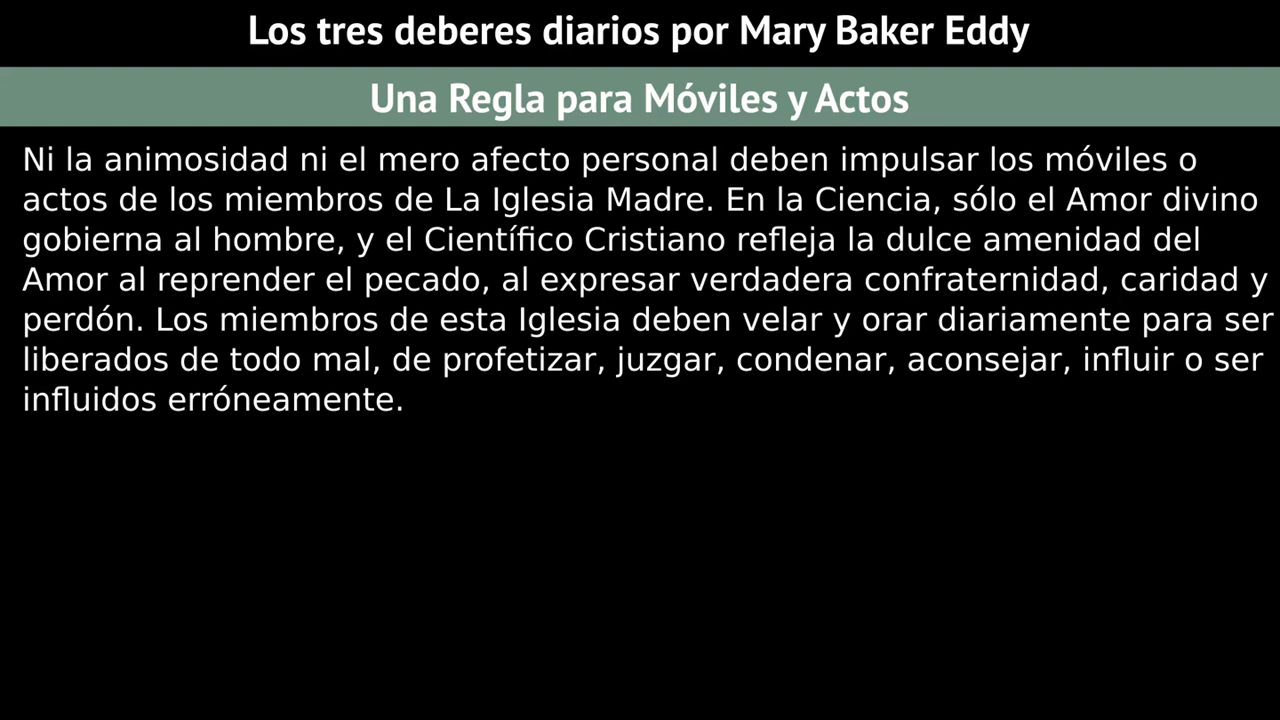 Los tres deberes diarios por Mary Baker Eddy
Una Regla para Móviles y Actos
Ni la animosidad ni el mero afecto personal deben impulsar los móviles o
actos de los miembros de La Iglesia Madre. En la Ciencia, sólo el Amor divino
gobierna al hombre, y el Científico Cristiano refleja la dulce amenidad del
Amor al reprender el pecado, al expresar verdadera confraternidad, caridad y
perdón. Los miembros de esta Iglesia deben velar y orar diariamente para ser
liberados de todo mal, de profetizar, juzgar, condenar, aconsejar, influir o ser
influidos erróneamente.